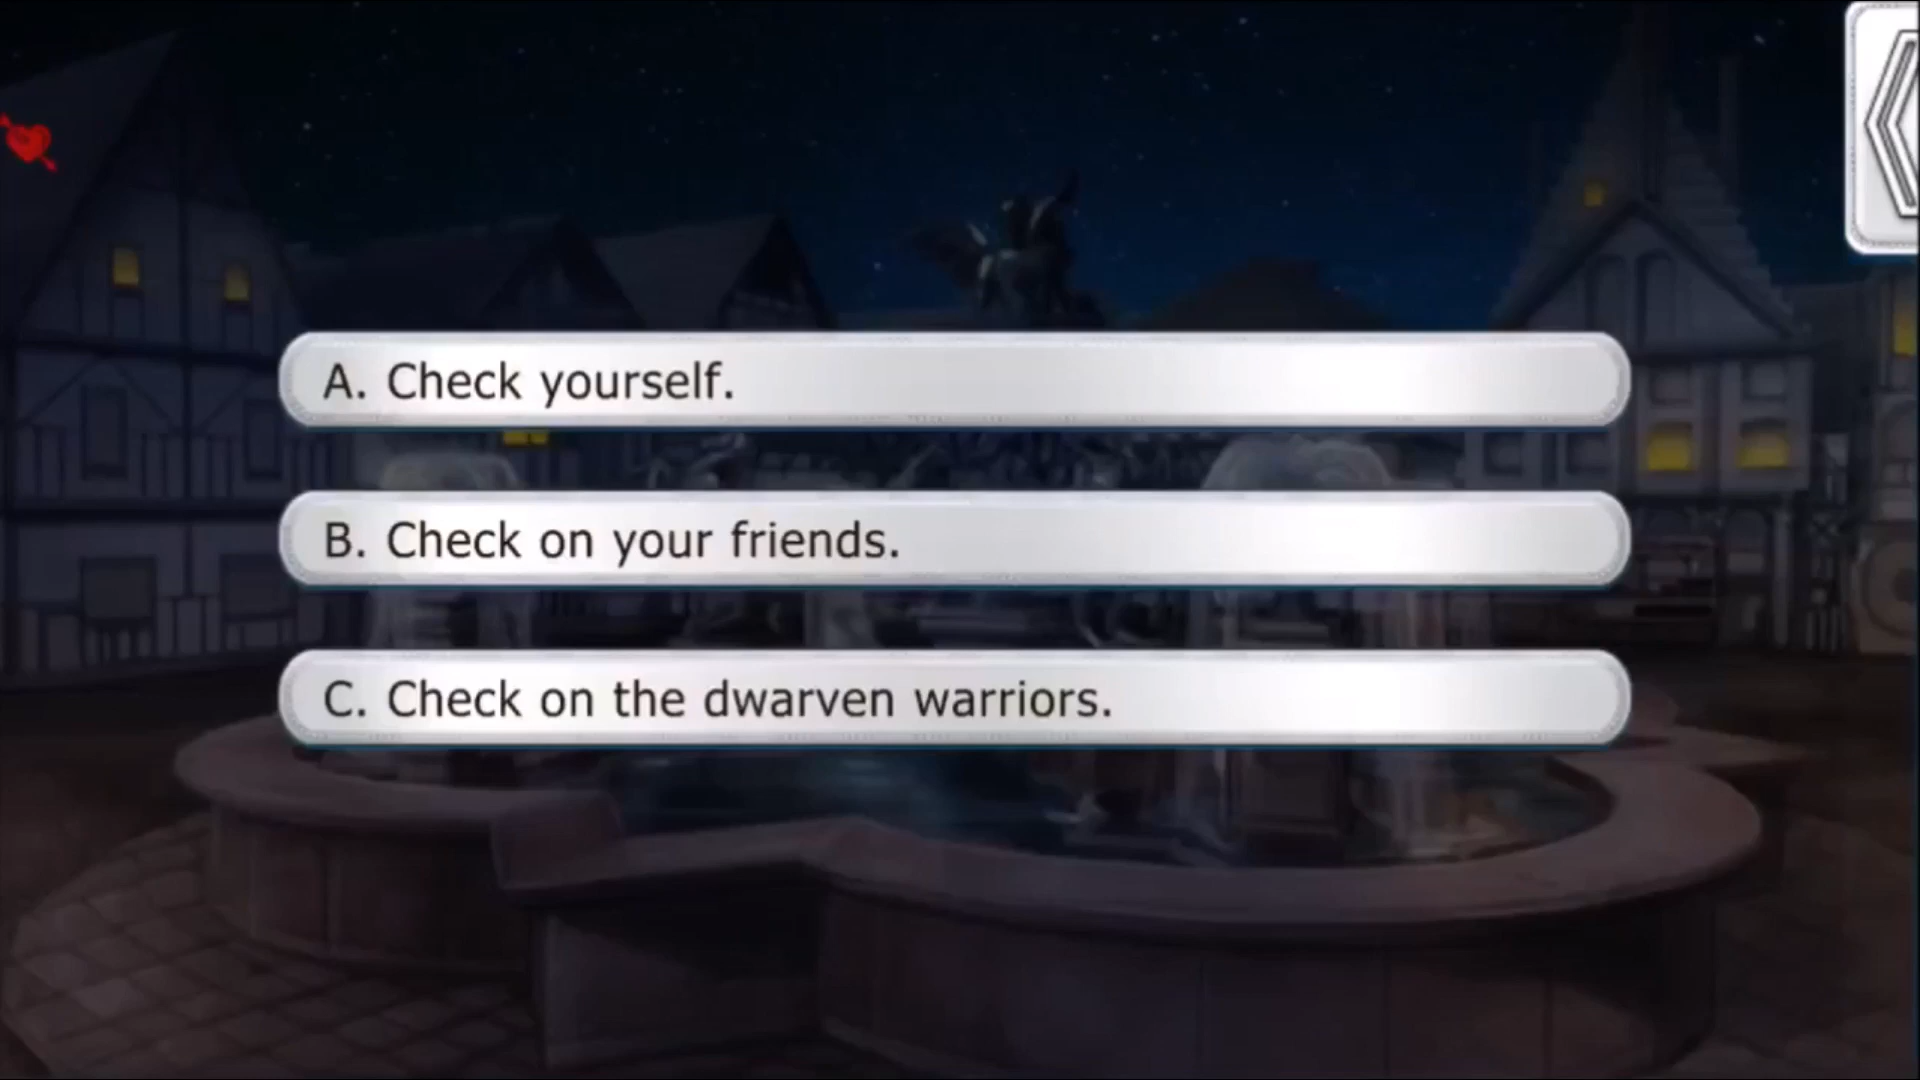 A. Check yourself.
B. Check on your friends.
C. Check on the dwarven warriors.